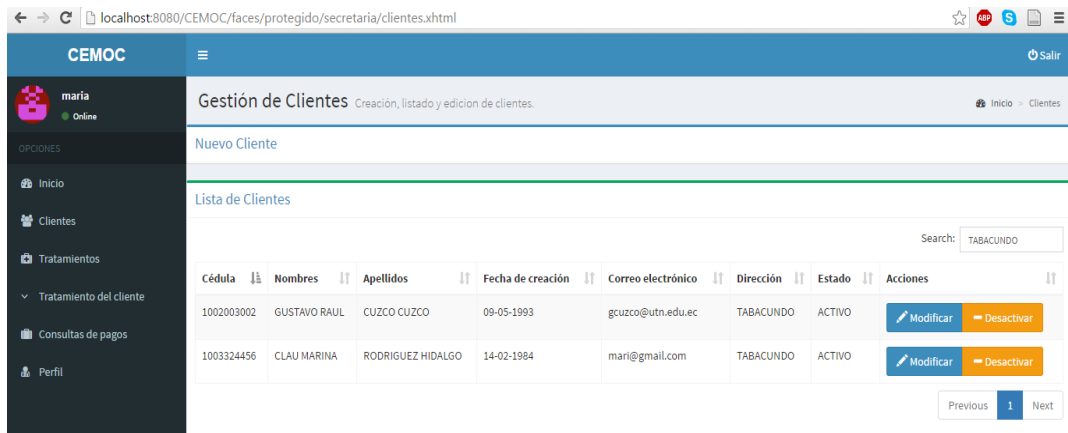 localhost:8080/CEMOC/faces/protegido/secretaria/clientes.xhtml
ABP
S
CEMOC
Salir
maria
Online
Gestión de Clientes Creación, listado y edicion de clientes.
Inicio > Clientes
OPCIONES
Nuevo Cliente
Inicio
Clientes
Tratamientos
Tratamiento del cliente
Consultas de pagos
Perfil
Lista de Clientes
Search: TABACUNDO
Cédula Nombres Apellidos Fecha de creación Correo electrónico Dirección Estado Acciones
1002003002 GUSTAVO RAUL CUZCO CUZCO 09-05-1993 gcuzco@utn.edu.ec TABACUNDO ACTIVO Modificar Desactivar
1003324456 CLAU MARINA RODRIGUEZ HIDALGO 14-02-1984 mari@gmail.com TABACUNDO ACTIVO Modificar Desactivar
Previous 1 Next